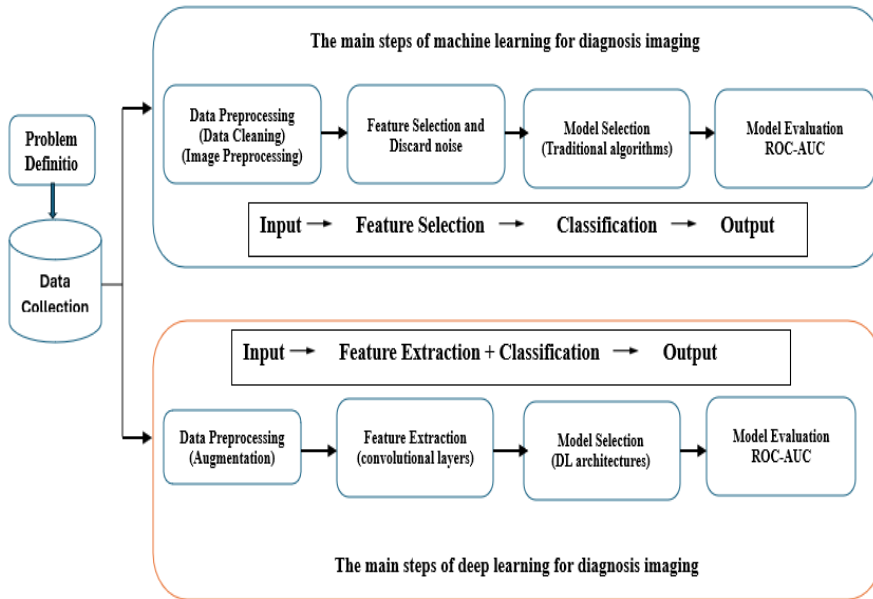 The main steps of machine learning for diagnosis imaging
Problem
Definitio
Data
Collection
Data Preprocessing
(Data Cleaning)
(Image Preprocessing)
Feature Selection and
Discard noise
Model Selection
(Traditional algorithms)
Model Evaluation
ROC-AUC
Input → Feature Selection → Classification → Output
Input → Feature Extraction + Classification → Output
Data Preprocessing
(Augmentation)
Feature Extraction
(convolutional layers)
Model Selection
(DL architectures)
Model Evaluation
ROC-AUC
The main steps of deep learning for diagnosis imaging